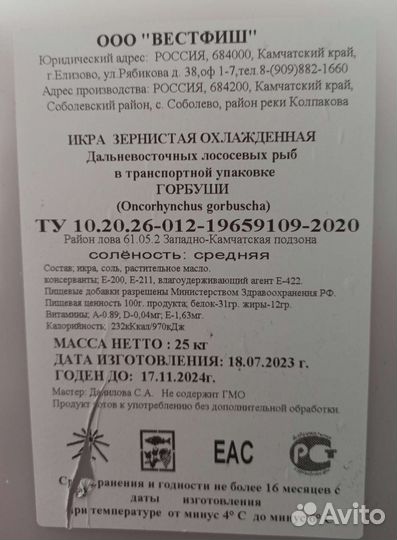 ООО "ВЕСТФИШ"
Юридический адрес: РОССИЯ, 684000, Камчатский край,
г.Елизово, ул.Рябикова д.38,оф 1-7,тел.8-(909)882-1660
Адрес производства: РОССИЯ, 684200, Камчатский край,
Соболевский район, с. Соболево, район реки Колпакова
ИКРА ЗЕРНИСТАЯ ОХЛАЖДЕННАЯ
Дальневосточных лососевых рыб
в транспортной упаковке
ГОРБУШИ
(Oncorhynchus gorbuscha)
ТУ 10.20.26-012-19659109-2020
Район лова 61.05.2 Западно-Камчатская подзона
солёность: средняя
Состав; икра, соль, растительное масло.
консерванты; Е-200, Е-211, влагоудерживающий агент Е-422.
Пищевые добавки разрешены Министерством Здравоохранения РФ.
Пищевая ценность 100г. продукта; белок-31гр. жиры-12гр.
Витамины; А-0.89; D-0,04мг; Е-1,63мг.
Калорийность; 232кКкал/970кДж
МАССА НЕТТО : 25 кг
ДАТА ИЗГОТОВЛЕНИЯ: 18.07.2023 г.
ГОДЕН ДО: 17.11.2024г.
Мастер: Данилова С.А. Не содержит ГМО
Продукт готов к употреблению без дополнительной обработки
ЕАС
РСТ
Срок хранения и годности не более 16 месяцев с
даты изготовления
при температуре от минус 4° С до минус
Avito